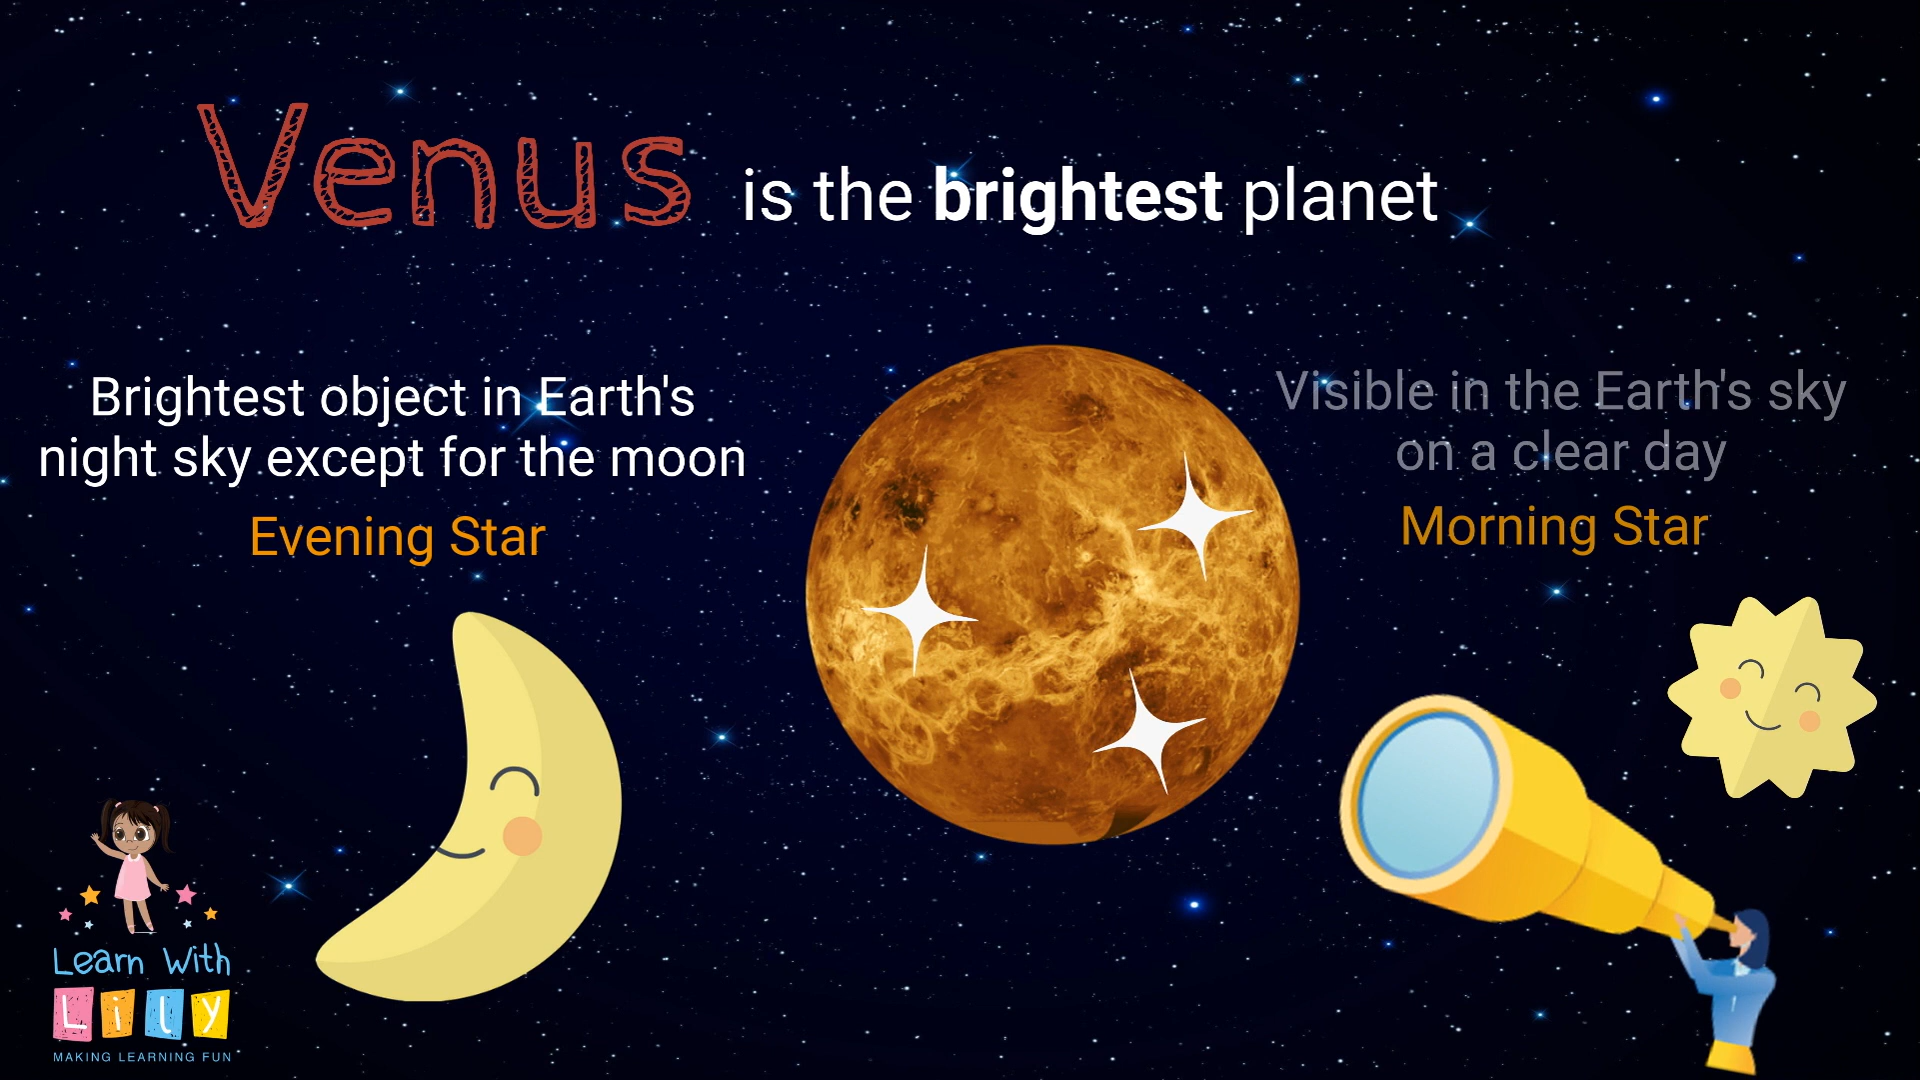 Venus is the brightest planet
Brightest object in Earth's
night sky except for the moon
Evening Star
Visible in the Earth's sky
on a clear day
Morning Star
Learn With
Lily
MAKING LEARNING FUN